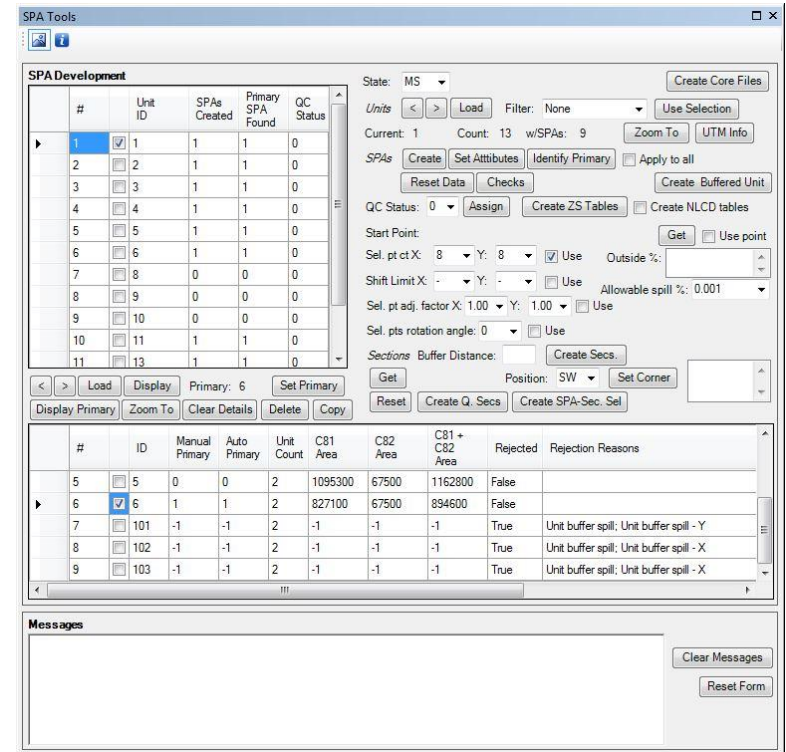 SPA Tools
SPA Development
# Unit ID SPAs Created Primary SPA Found QC Status
1 1 1 1 0
2 2 1 1 0
3 3 1 1 0
4 4 1 1 0
5 5 1 1 0
6 6 1 1 0
7 8 0 0 0
8 9 0 0 0
9 10 0 0 0
10 11 1 1 0
11 13 1 1 0
< > Load Display Primary: 6 Set Primary
Display Primary Zoom To Clear Details Delete Copy
State: MS Create Core Files
Units < > Load Filter: None Use Selection
Current: 1 Count: 13 w/SPAs: 9 Zoom To UTM Info
SPAs Create Set Atttibutes Identify Primary Apply to all
Reset Data Checks Create Buffered Unit
QC Status: 0 Assign Create ZS Tables Create NLCD tables
Start Point: Get Use point
Sel. pt ct X: 8 Y: 8 Use Outside %:
Shift Limit X: - Y: - Use Allowable spill %: 0.001
Sel. pt adj. factor X: 1.00 Y: 1.00 Use
Sel. pts rotation angle: 0 Use
Sections Buffer Distance: Create Secs.
Get Position: SW Set Corner
Reset Create Q. Secs Create SPA-Sec. Sel
# ID Manual Primary Auto Primary Unit Count C81 Area C82 Area C81 + C82 Area Rejected Rejection Reasons
5 5 0 0 2 1095300 67500 1162800 False
6 6 1 1 2 827100 67500 894600 False
7 101 -1 -1 2 -1 -1 -1 True Unit buffer spill; Unit buffer spill - Y
8 102 -1 -1 2 -1 -1 -1 True Unit buffer spill; Unit buffer spill - X
9 103 -1 -1 2 -1 -1 -1 True Unit buffer spill; Unit buffer spill - X
Messages
Clear Messages
Reset Form